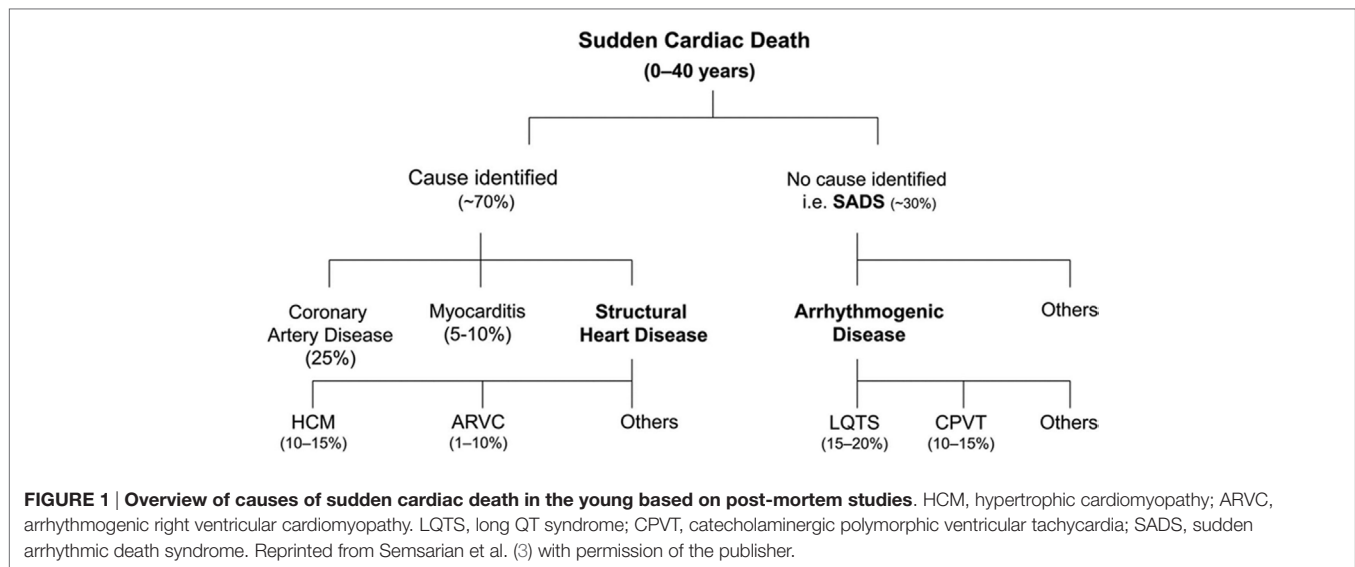 Sudden Cardiac Death
(0–40 years)
Cause identified
(~70%)
No cause identified
i.e. SADS (~30%)
Coronary
Artery Disease
(25%)
Myocarditis
(5-10%)
Structural
Heart Disease
Arrhythmogenic
Disease
Others
HCM
(10–15%)
ARVC
(1–10%)
Others
LQTS
(15–20%)
CPVT
(10–15%)
Others
FIGURE 1 | Overview of causes of sudden cardiac death in the young based on post-mortem studies. HCM, hypertrophic cardiomyopathy; ARVC,
arrhythmogenic right ventricular cardiomyopathy. LQTS, long QT syndrome; CPVT, catecholaminergic polymorphic ventricular tachycardia; SADS, sudden
arrhythmic death syndrome. Reprinted from Semsarian et al. (3) with permission of the publisher.